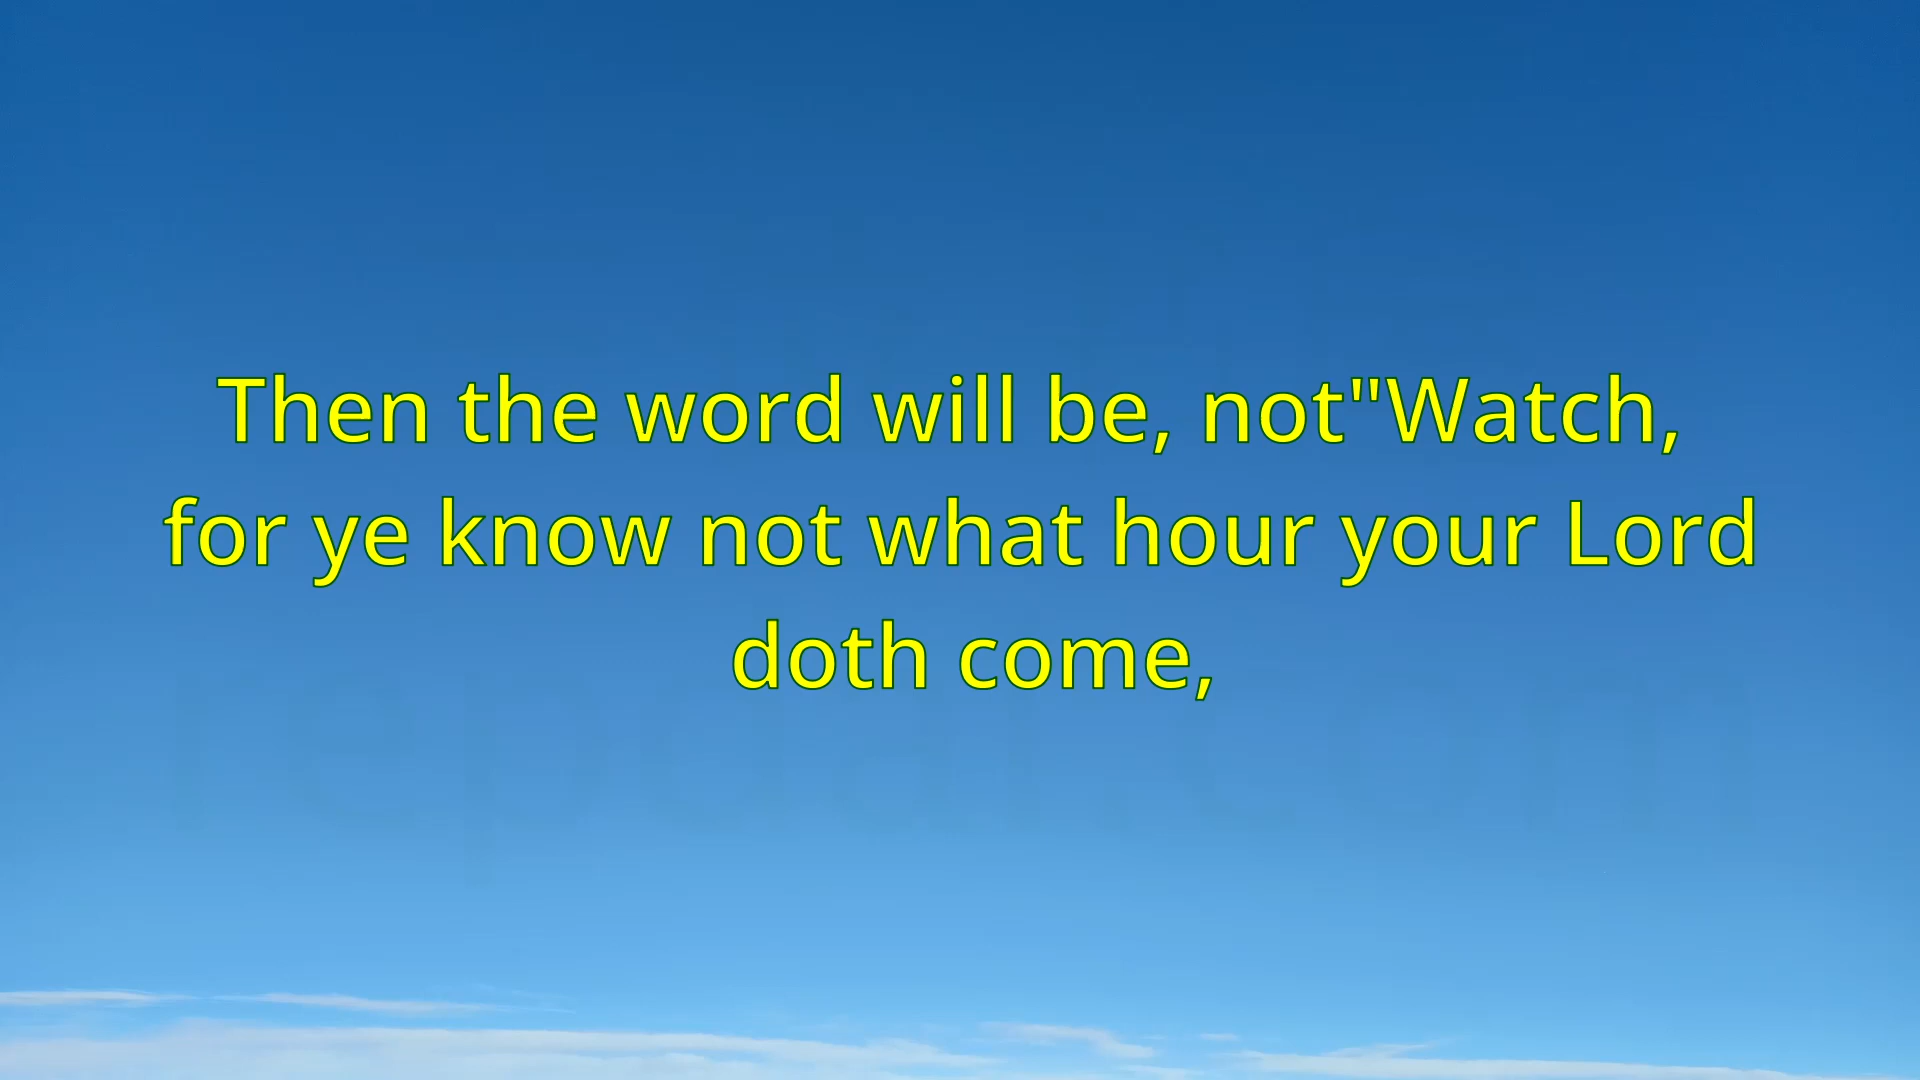 Then the word will be, not"Watch,
for ye know not what hour your Lord
doth come,